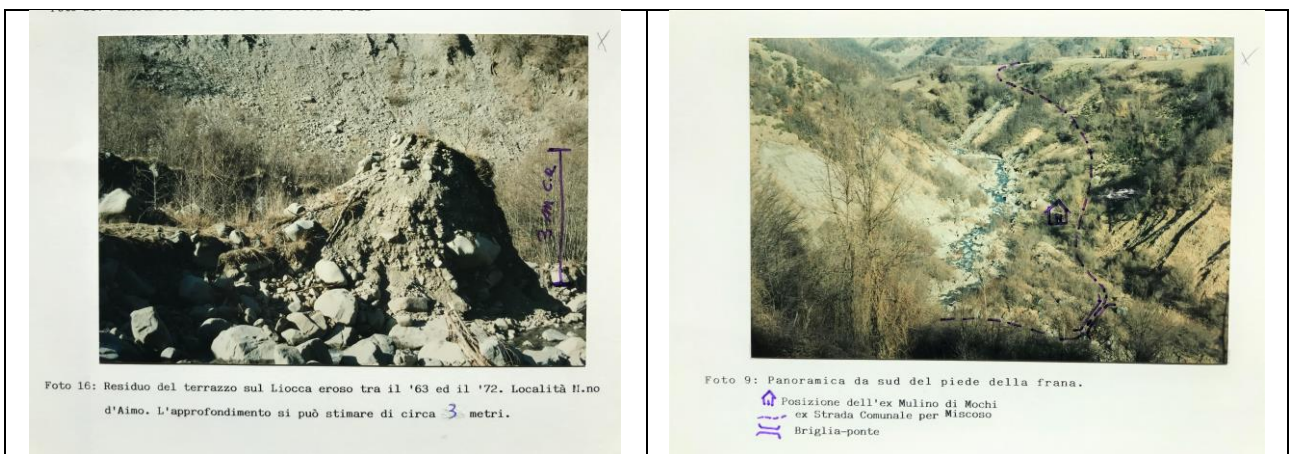 3 m c.a
Foto 16: Residuo del terrazzo sul Liocca eroso tra il '63 ed il '72. Località M.no
d'Aimo. L'approfondimento si può stimare di circa 3 metri.
Foto 9: Panoramica da sud del piede della frana.
Posizione dell'ex Mulino di Mochi
ex Strada Comunale per Miscoso
Briglia-ponte